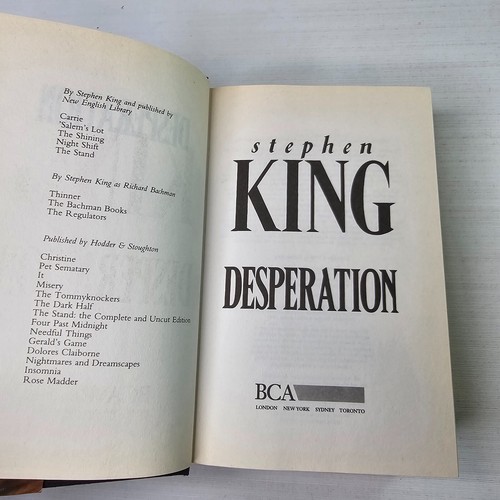 By Stephen King and published by
New English Library
Carrie
'Salem's Lot
The Shining
Night Shift
The Stand
By Stephen King as Richard Bachman
Thinner
The Bachman Books
The Regulators
Published by Hodder & Stoughton
Christine
Pet Sematary
It
Misery
The Tommyknockers
The Dark Half
The Stand: the Complete and Uncut Edition
Four Past Midnight
Needful Things
Gerald's Game
Dolores Claiborne
Nightmares and Dreamscapes
Insomnia
Rose Madder
stephen
KING
DESPERATION
BCA
LONDON NEW YORK SYDNEY TORONTO